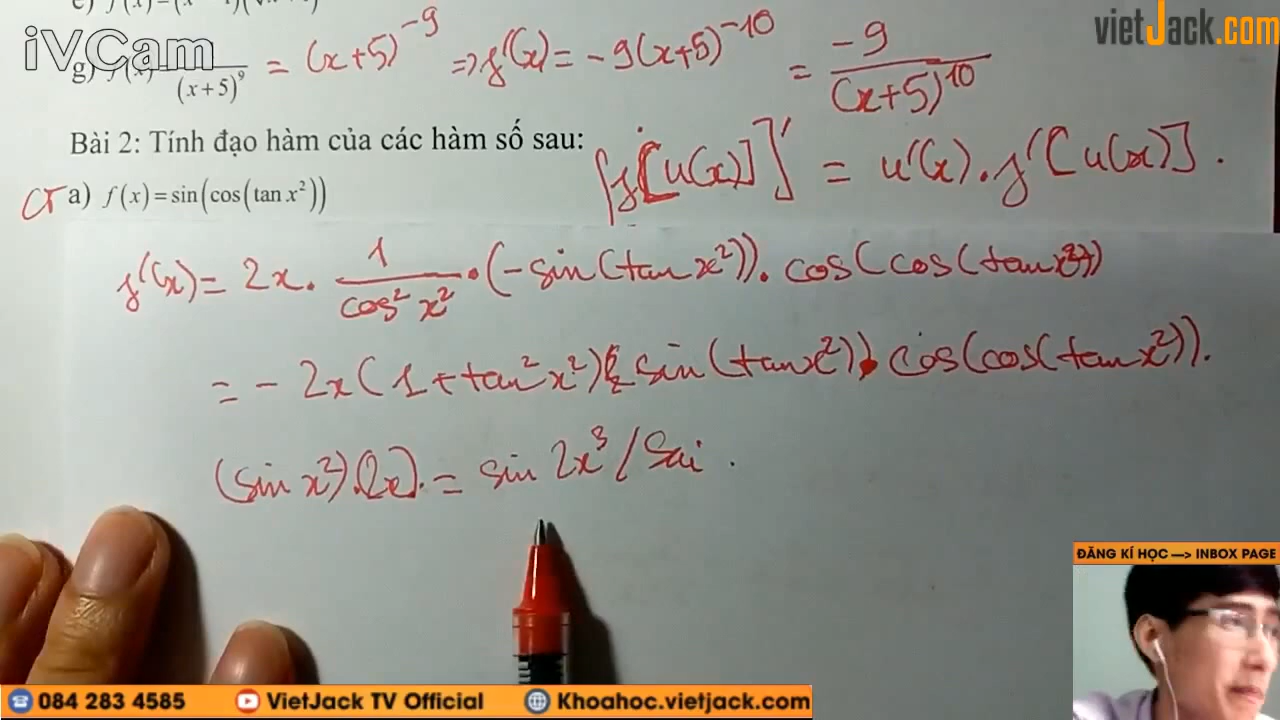 vietJack.com
iVCam
e) f(x)=(x
g) f(x) = 1/(x+5)^9 = (x+5)^-9 => f'(x) = -9(x+5)^-10 = -9/(x+5)^10
Bài 2: Tính đạo hàm của các hàm số sau:
[f[u(x)]]' = u'(x).f'[u(x)].
a) f(x)=sin(cos(tan x²))
f'(x) = 2x. 1/cos² x² .(-sin(tan x²)). cos(cos(tan x²))
= - 2x(1+tan² x²)( sin(tan x²)). cos(cos(tan x²)).
(sin x²).(2x). = sin 2x³ / Sai .
ĐĂNG KÍ HỌC —> INBOX PAGE
084 283 4585 VietJack TV Official Khoahoc.vietjack.com